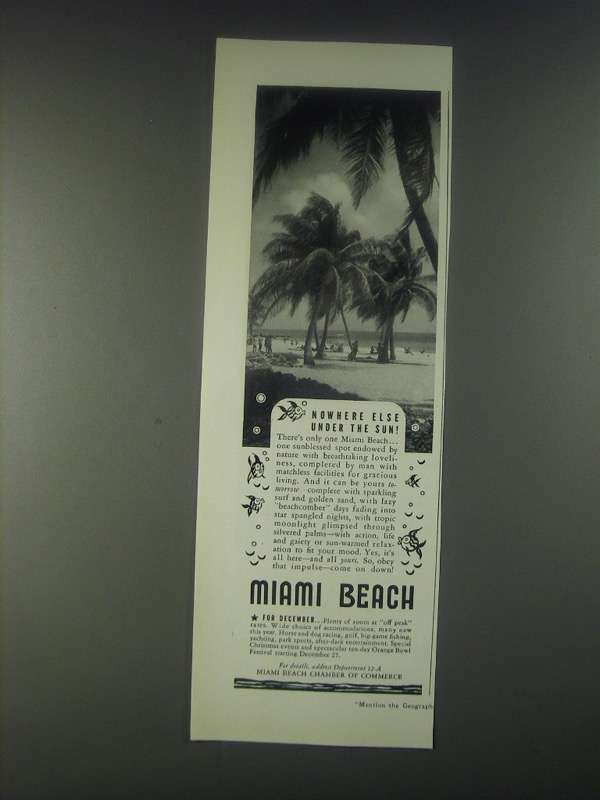 NOWHERE ELSE
UNDER THE SUN!
There's only one Miami Beach...
one sunblessed spot endowed by
nature with breathtaking loveli-
ness, completed by man with
matchless facilities for gracious
living. And it can be yours to-
morrow—complete with sparkling
surf and golden sand, with lazy
"beachcomber" days fading into
star spangled nights, with tropic
moonlight glimpsed through
silvered palms—with action, life
and gaiety or sun-warmed relax-
ation to fit your mood. Yes, it's
all here—and all yours. So, obey
that impulse—come on down!
MIAMI BEACH
★ FOR DECEMBER...Plenty of room at "off peak"
rates. Wide choice of accommodations, many new
this year. Horse and dog racing, golf, big-game fishing,
yachting, park sports, after-dark entertainment. Special
Christmas events and spectacular ten-day Orange Bowl
Festival starting December 27.
For details, address Department 12-A
MIAMI BEACH CHAMBER OF COMMERCE
"Mention the Geograph